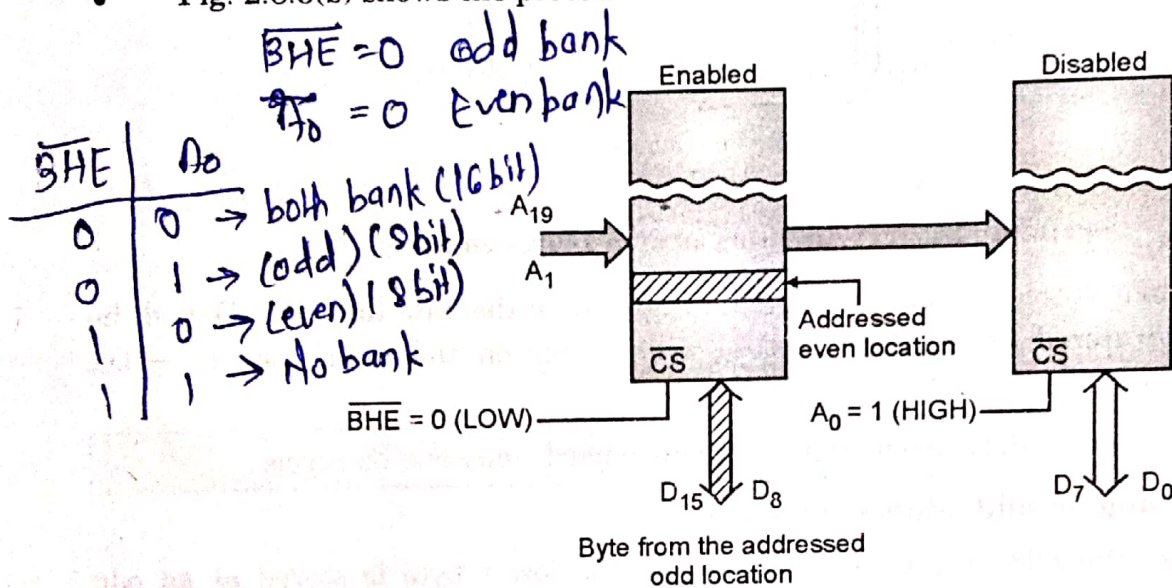 Fig. 2.6.6(b) shows the
BHE = 0 odd bank
A0 = 0 Even bank
BHE A0
0 0 → both bank (16 bit)
0 1 → (odd) (8bit)
1 0 → (even) (8 bit)
1 1 → No bank
Enabled
Disabled
A19
A1
Addressed
even location
CS
CS
BHE = 0 (LOW)
A0 = 1 (HIGH)
D15 D8
D7 D0
Byte from the addressed
odd location